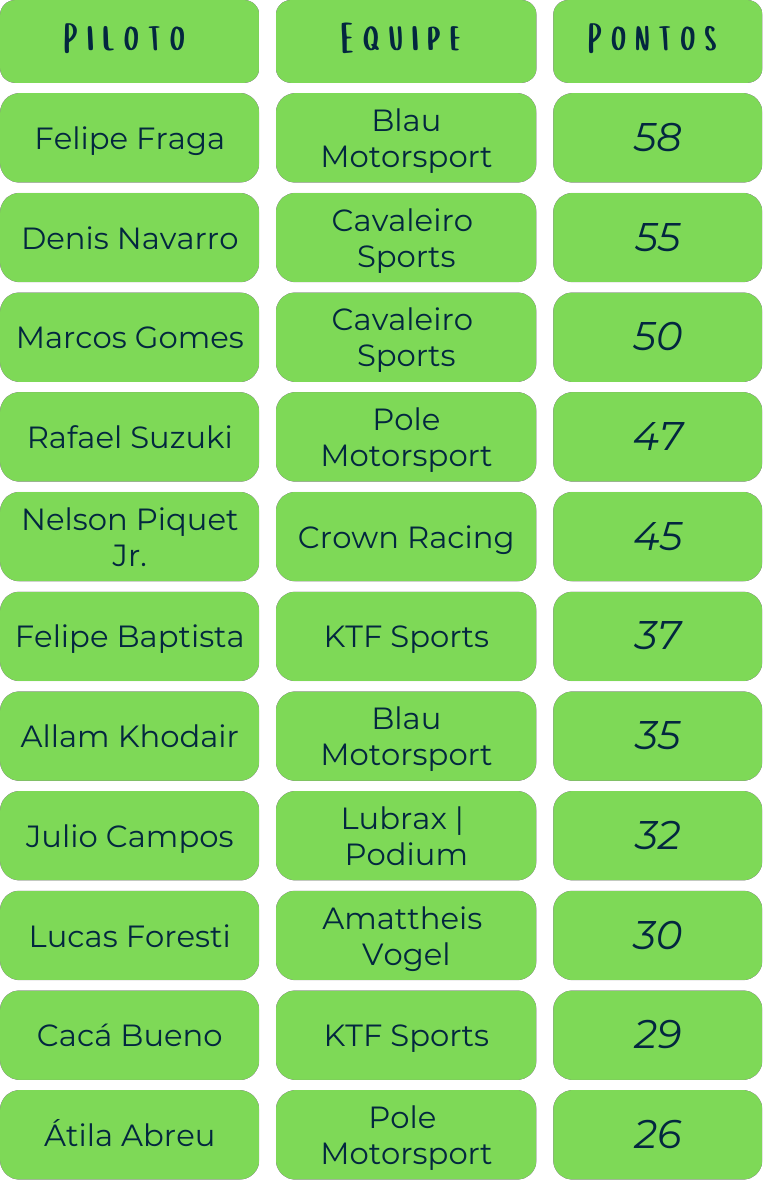 Piloto Equipe Pontos
Felipe Fraga Blau Motorsport 58
Denis Navarro Cavaleiro Sports 55
Marcos Gomes Cavaleiro Sports 50
Rafael Suzuki Pole Motorsport 47
Nelson Piquet Jr. Crown Racing 45
Felipe Baptista KTF Sports 37
Allam Khodair Blau Motorsport 35
Julio Campos Lubrax | Podium 32
Lucas Foresti Amattheis Vogel 30
Cacá Bueno KTF Sports 29
Átila Abreu Pole Motorsport 26